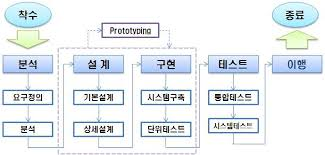 착수
Prototyping
종료
분석
설 계
구현
테스트
이행
요구정의
기본설계
시스템구축
통합테스트
분석
상세설계
단위테스트
시스템테스트